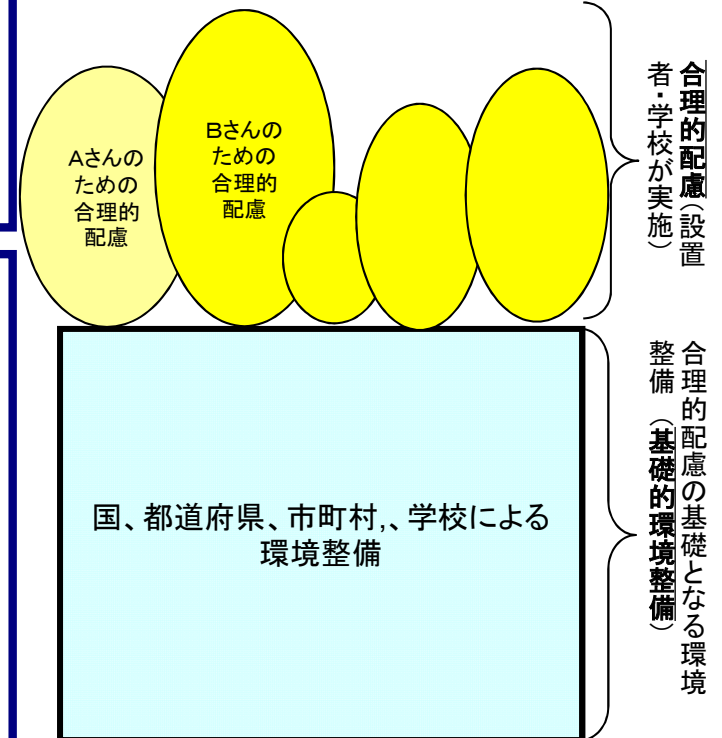 Aさんの
ための
合理的
配慮
Bさんの
ための
合理的
配慮
合理的配慮（設置
者・学校が実施）
国、都道府県、市町村,、学校による
環境整備
合理的配慮の基礎となる環境
整備（基礎的環境整備）